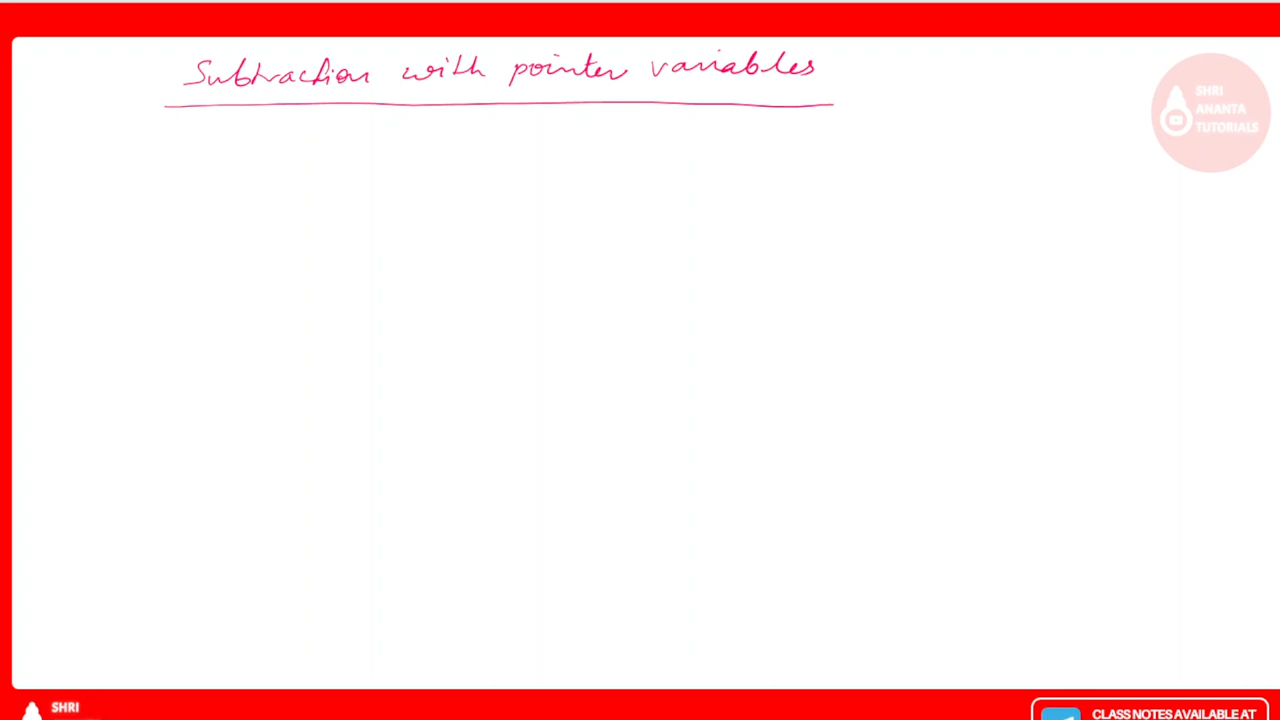 Subtraction with pointer variables
SHRI
ANANTA
TUTORIALS
SHRI
CLASS NOTES AVAILABLE AT